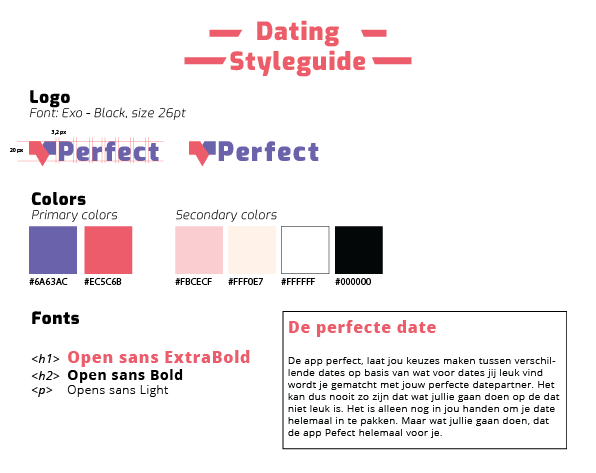 Dating
Styleguide
Logo
Font: Exo - Black, size 26pt
3,2px
20 px
Perfect
Perfect
Colors
Primary colors
Secondary colors
#6A63AC
#EC5C6B
#FBCECF
#FFF0E7
#FFFFFF
#000000
Fonts
<h1> Open sans ExtraBold
<h2> Open sans Bold
<p> Opens sans Light
De perfecte date
De app perfect, laat jou keuzes maken tussen verschil-
lende dates op basis van wat voor dates jij leuk vind
wordt je gematcht met jouw perfecte datepartner. Het
kan dus nooit zo zijn dat wat jullie gaan doen op de dat
niet leuk is. Het is alleen nog in jou handen om je date
helemaal in te pakken. Maar wat jullie gaan doen, dat
de app Pefect helemaal voor je.